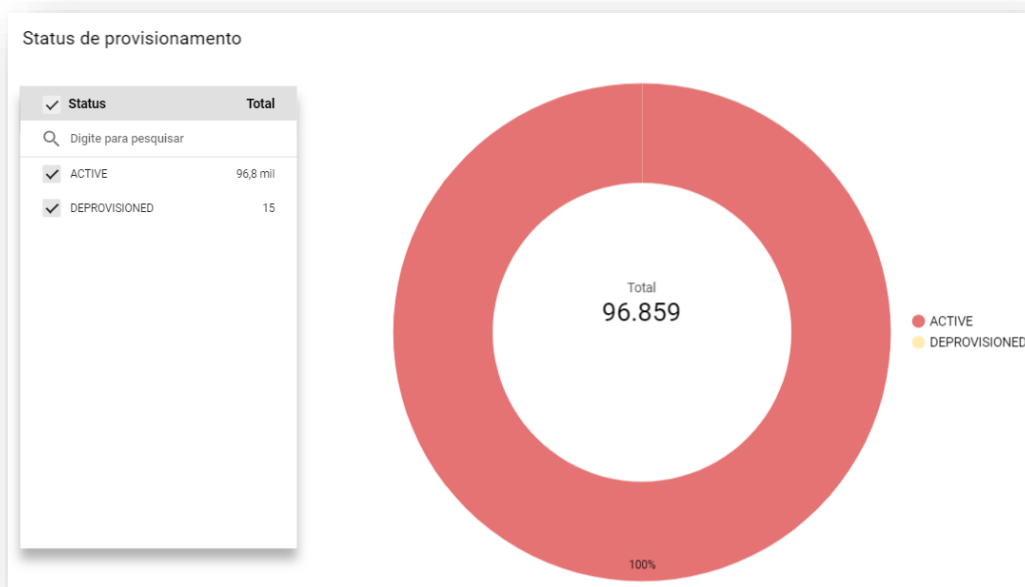 Status de provisionamento
Status Total
Digite para pesquisar
ACTIVE 96,8 mil
DEPROVISIONED 15
Total
96.859
100%
ACTIVE
DEPROVISIONED